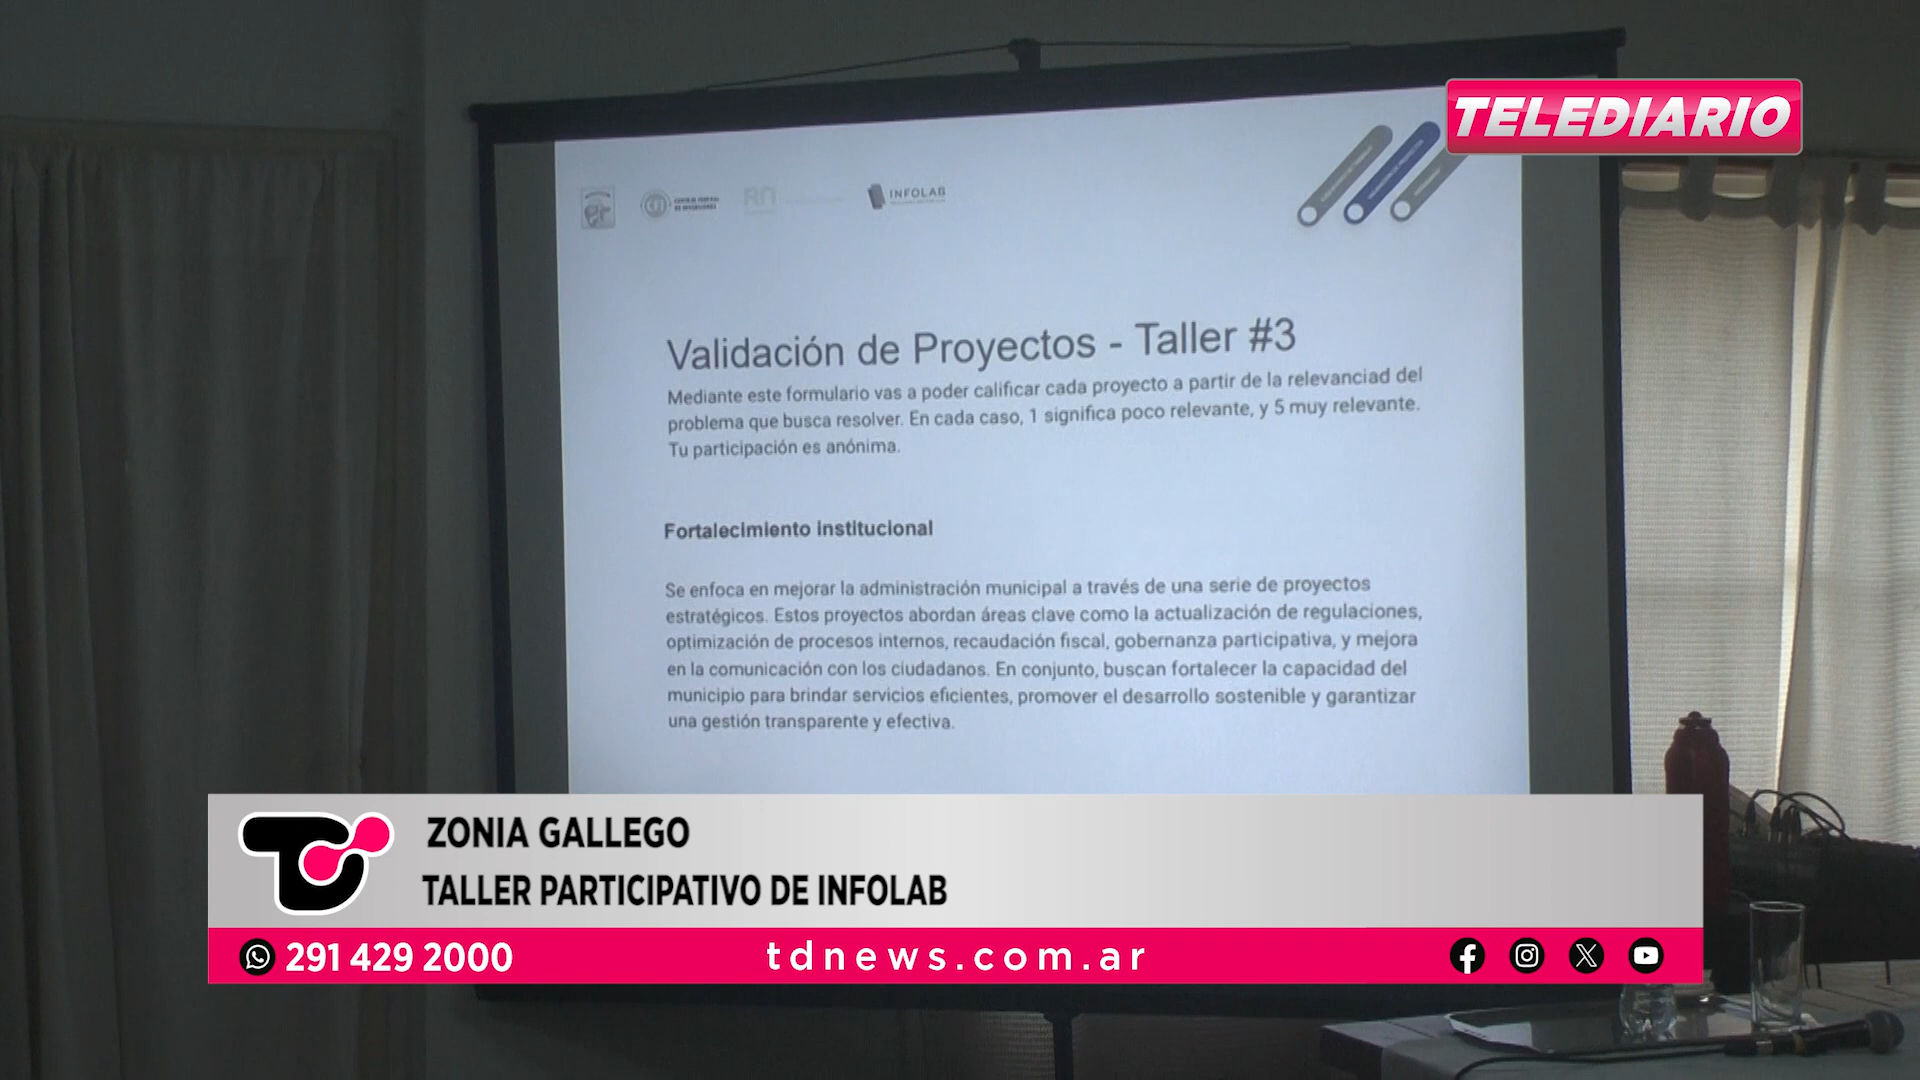 TELEDIARIO
CONSEJO FEDERAL
DE INVERSIONES
RN
INFOLAB
Validación de Proyectos - Taller #3
Mediante este formulario vas a poder calificar cada proyecto a partir de la relevanciad del
problema que busca resolver. En cada caso, 1 significa poco relevante, y 5 muy relevante.
Tu participación es anónima.
Fortalecimiento institucional
Se enfoca en mejorar la administración municipal a través de una serie de proyectos
estratégicos. Estos proyectos abordan áreas clave como la actualización de regulaciones,
optimización de procesos internos, recaudación fiscal, gobernanza participativa, y mejora
en la comunicación con los ciudadanos. En conjunto, buscan fortalecer la capacidad del
municipio para brindar servicios eficientes, promover el desarrollo sostenible y garantizar
una gestión transparente y efectiva.
ZONIA GALLEGO
TALLER PARTICIPATIVO DE INFOLAB
291 429 2000
tdnews.com.ar